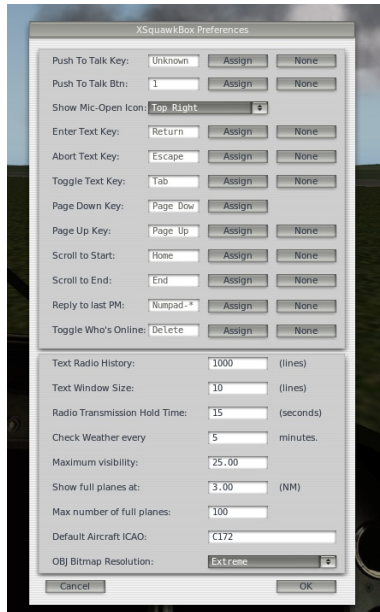 XSquawkBox Preferences
Push To Talk Key: Unknown Assign None
Push To Talk Btn: 1 Assign None
Show Mic-Open Icon: Top Right
Enter Text Key: Return Assign None
Abort Text Key: Escape Assign None
Toggle Text Key: Tab Assign None
Page Down Key: Page Dow Assign
Page Up Key: Page Up Assign None
Scroll to Start: Home Assign None
Scroll to End: End Assign None
Reply to last PM: Numpad-* Assign None
Toggle Who's Online: Delete Assign None
Text Radio History: 1000 (lines)
Text Window Size: 10 (lines)
Radio Transmission Hold Time: 15 (seconds)
Check Weather every 5 minutes.
Maximum visibility: 25.00
Show full planes at: 3.00 (NM)
Max number of full planes: 100
Default Aircraft ICAO: C172
OBJ Bitmap Resolution: Extreme
Cancel OK